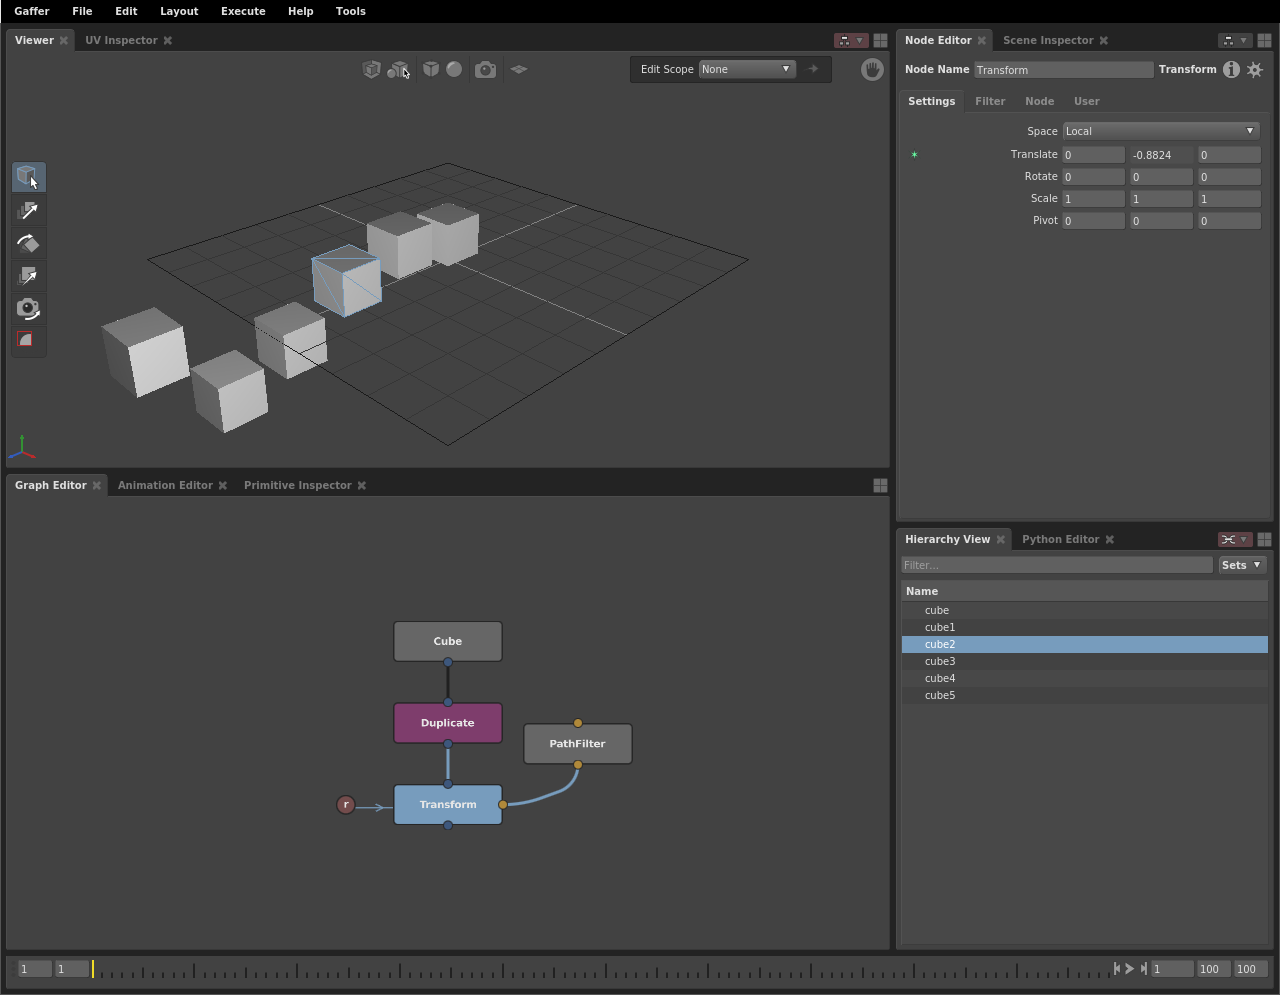 Gaffer File Edit Layout Execute Help Tools
Viewer UV Inspector
Edit Scope None
Node Editor Scene Inspector
Node Name Transform Transform
Settings Filter Node User
Space Local
Translate 0 -0.8824 0
Rotate 0 0 0
Scale 1 1 1
Pivot 0 0 0
Graph Editor Animation Editor Primitive Inspector
Cube
Duplicate
PathFilter
r Transform
Hierarchy View Python Editor
Filter... Sets
Name
cube
cube1
cube2
cube3
cube4
cube5
1 1 1 100 100